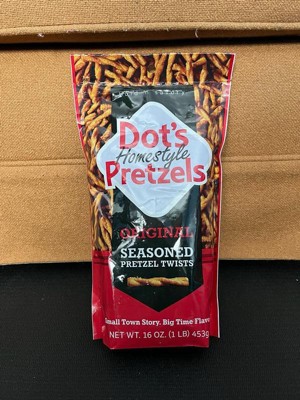 Dot's
Homestyle
Pretzels
ORIGINAL
SEASONED
PRETZEL TWISTS
Small Town Story. Big Time Flavor
NET WT. 16 OZ. (1 LB) 453g